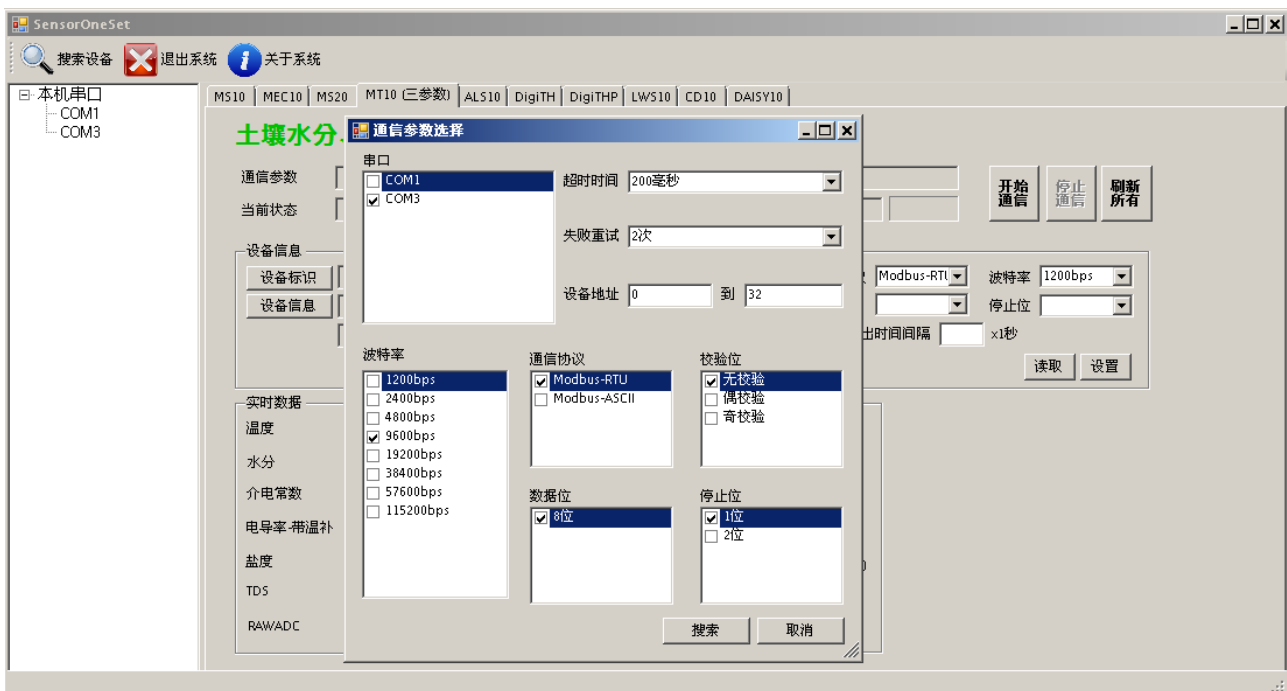 SensorOneSet
搜索设备 退出系统 关于系统
本机串口
COM1
COM3
MS10 MEC10 MS20 MT10 (三参数) ALS10 DigiTH DigiTHP LWS10 CD10 DAISY10
土壤水分
通信参数
当前状态
开始通信
停止通信
刷新所有
设备信息
设备标识
设备信息
Modbus-RTU 波特率 1200bps
停止位
出时间间隔 x1秒
读取 设置
实时数据
温度
水分
介电常数
电导率-带温补
盐度
TDS
RAWADC
通信参数选择
串口
COM1
COM3
超时时间 200毫秒
失败重试 2次
设备地址 0 到 32
波特率
1200bps
2400bps
4800bps
9600bps
19200bps
38400bps
57600bps
115200bps
通信协议
Modbus-RTU
Modbus-ASCII
校验位
无校验
偶校验
奇校验
数据位
8位
停止位
1位
2位
搜索 取消